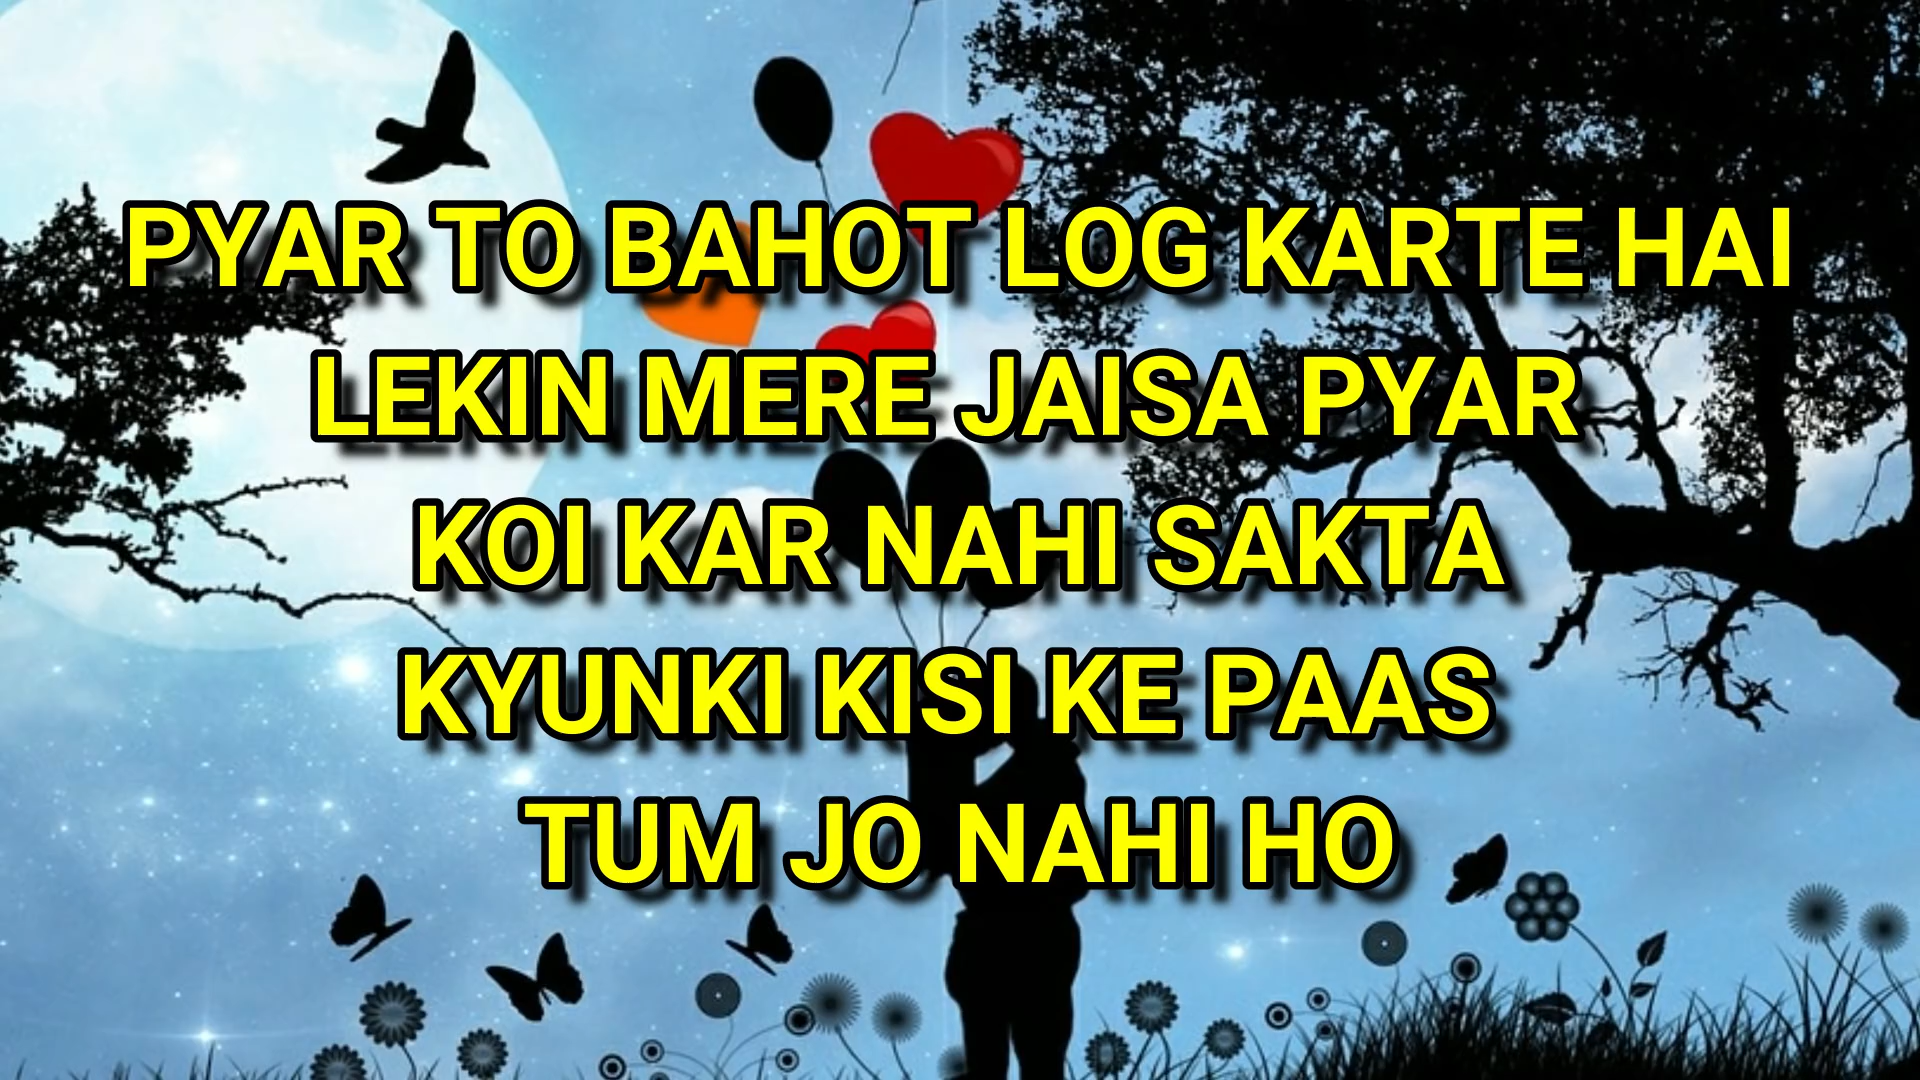 PYAR TO BAHOT LOG KARTE HAI
LEKIN MERE JAISA PYAR
KOI KAR NAHI SAKTA
KYUNKI KISI KE PAAS
TUM JO NAHI HO